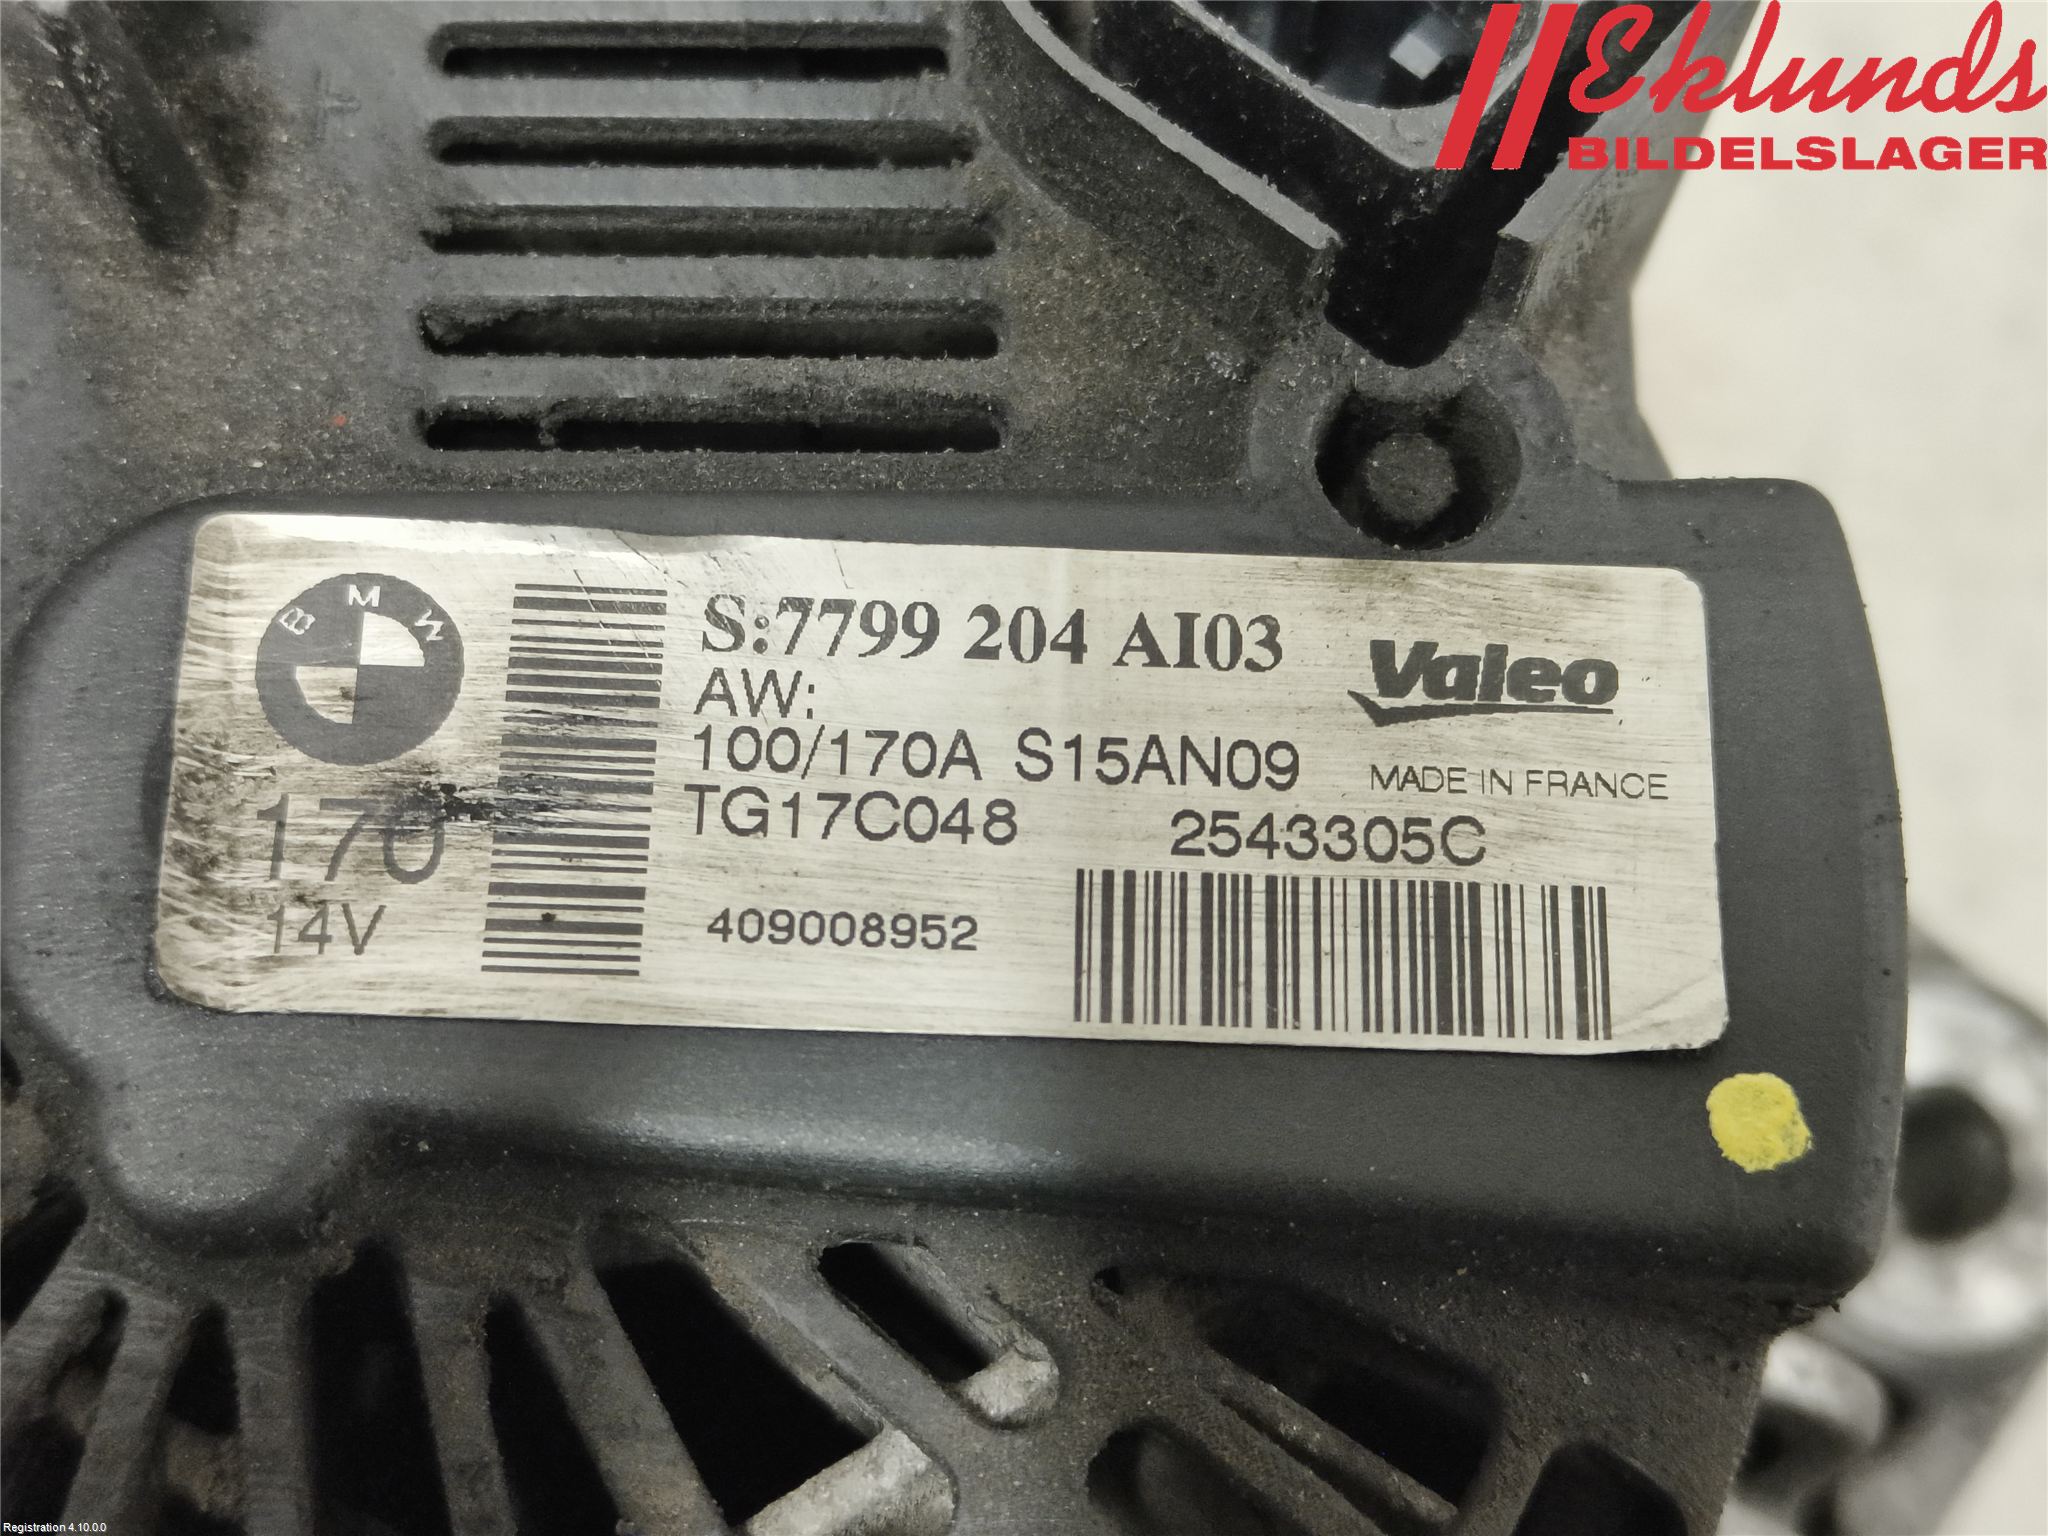 Eklunds
BILDELSLAGER
BMW
170
14V
S:7799 204 AI03
AW:
100/170A S15AN09
TG17C048
2543305C
409008952
Valeo
MADE IN FRANCE
Registration 4.10.0.0